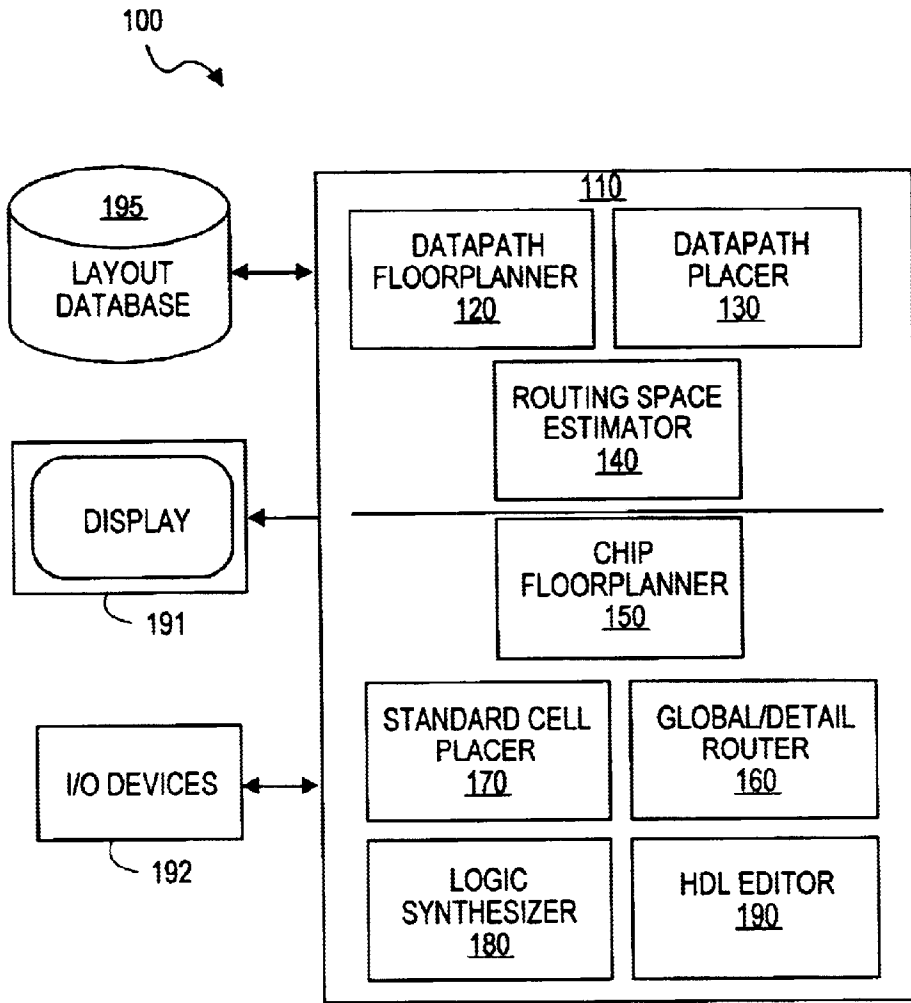 100
195
LAYOUT
DATABASE
DISPLAY
191
I/O DEVICES
192
110
DATAPATH
FLOORPLANNER
120
DATAPATH
PLACER
130
ROUTING SPACE
ESTIMATOR
140
CHIP
FLOORPLANNER
150
STANDARD CELL
PLACER
170
GLOBAL/DETAIL
ROUTER
160
LOGIC
SYNTHESIZER
180
HDL EDITOR
190